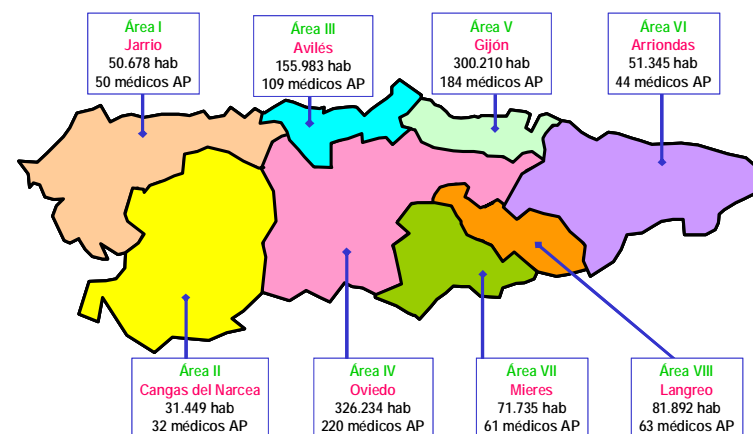 Área I
Jarrio
50.678 hab
50 médicos AP
Área III
Avilés
155.983 hab
109 médicos AP
Área V
Gijón
300.210 hab
184 médicos AP
Área VI
Arriondas
51.345 hab
44 médicos AP
Área II
Cangas del Narcea
31.449 hab
32 médicos AP
Área IV
Oviedo
326.234 hab
220 médicos AP
Área VII
Mieres
71.735 hab
61 médicos AP
Área VIII
Langreo
81.892 hab
63 médicos AP